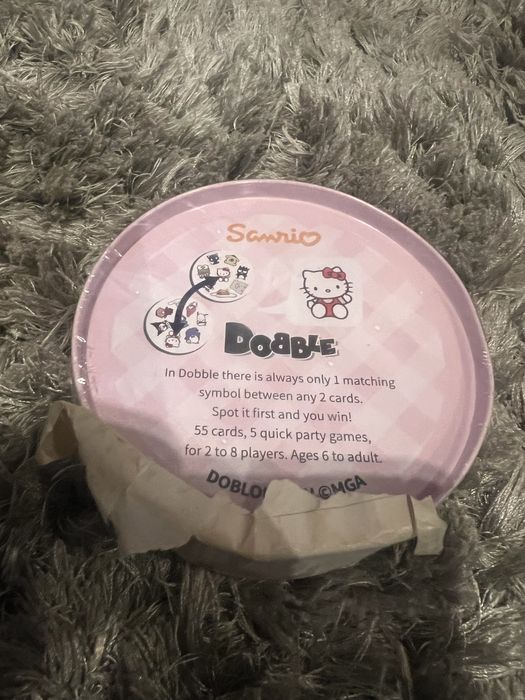 Sanrio
DOBBLE
In Dobble there is always only 1 matching
symbol between any 2 cards.
Spot it first and you win!
55 cards, 5 quick party games,
for 2 to 8 players. Ages 6 to adult.
©MGA